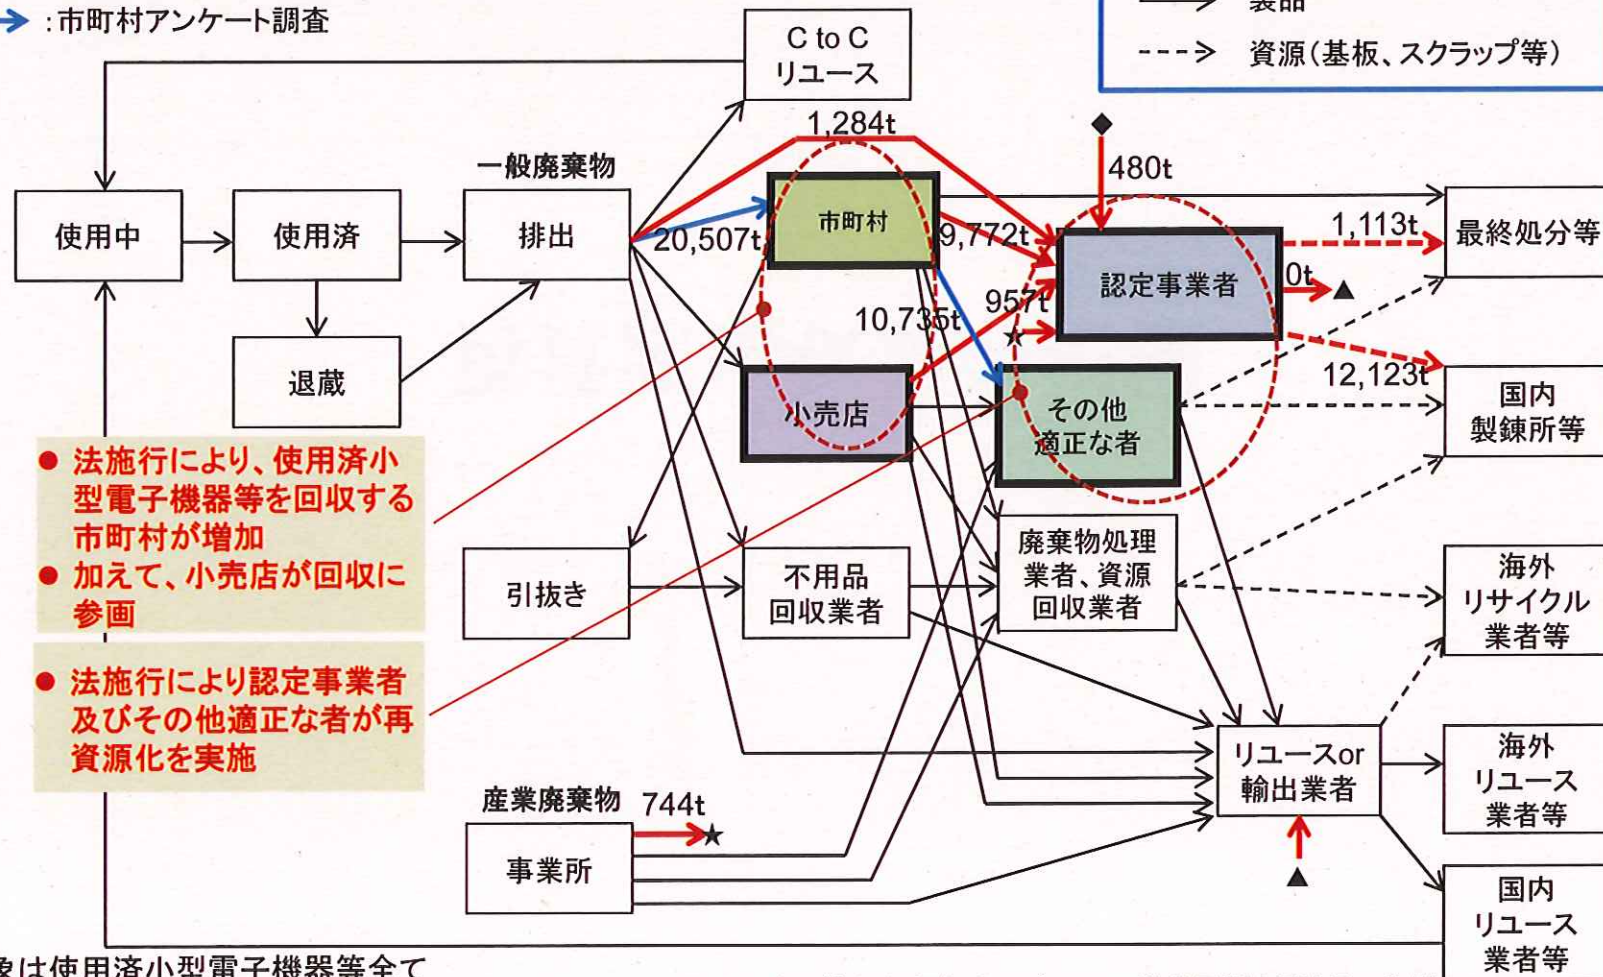 :市町村アンケート調査
製品
資源(基板、スクラップ等)
C to C
リユース
1,284t
一般廃棄物
480t
使用中
使用済
排出
20,507t
市町村
9,772t
認定事業者
1,113t
最終処分等
0t
957t
10,735t
退蔵
小売店
その他
適正な者
12,123t
国内
製錬所等
● 法施行により、使用済小
型電子機器等を回収する
市町村が増加
● 加えて、小売店が回収に
参画
引抜き
不用品
回収業者
廃棄物処理
業者、資源
回収業者
海外
リサイクル
業者等
● 法施行により認定事業者
及びその他適正な者が再
資源化を実施
リユースor
輸出業者
海外
リユース
業者等
産業廃棄物
744t
事業所
国内
リユース
業者等
象は使用済小型電子機器等全て